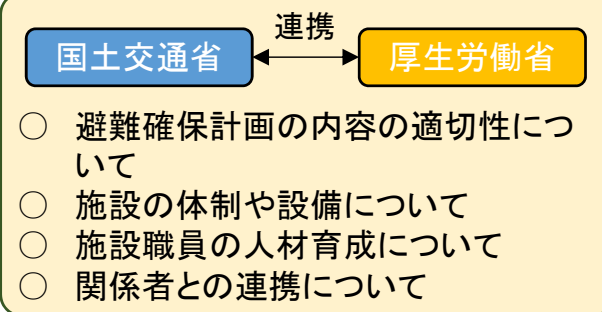 連携
国土交通省 厚生労働省
○ 避難確保計画の内容の適切性につ
いて
○ 施設の体制や設備について
○ 施設職員の人材育成について
○ 関係者との連携について